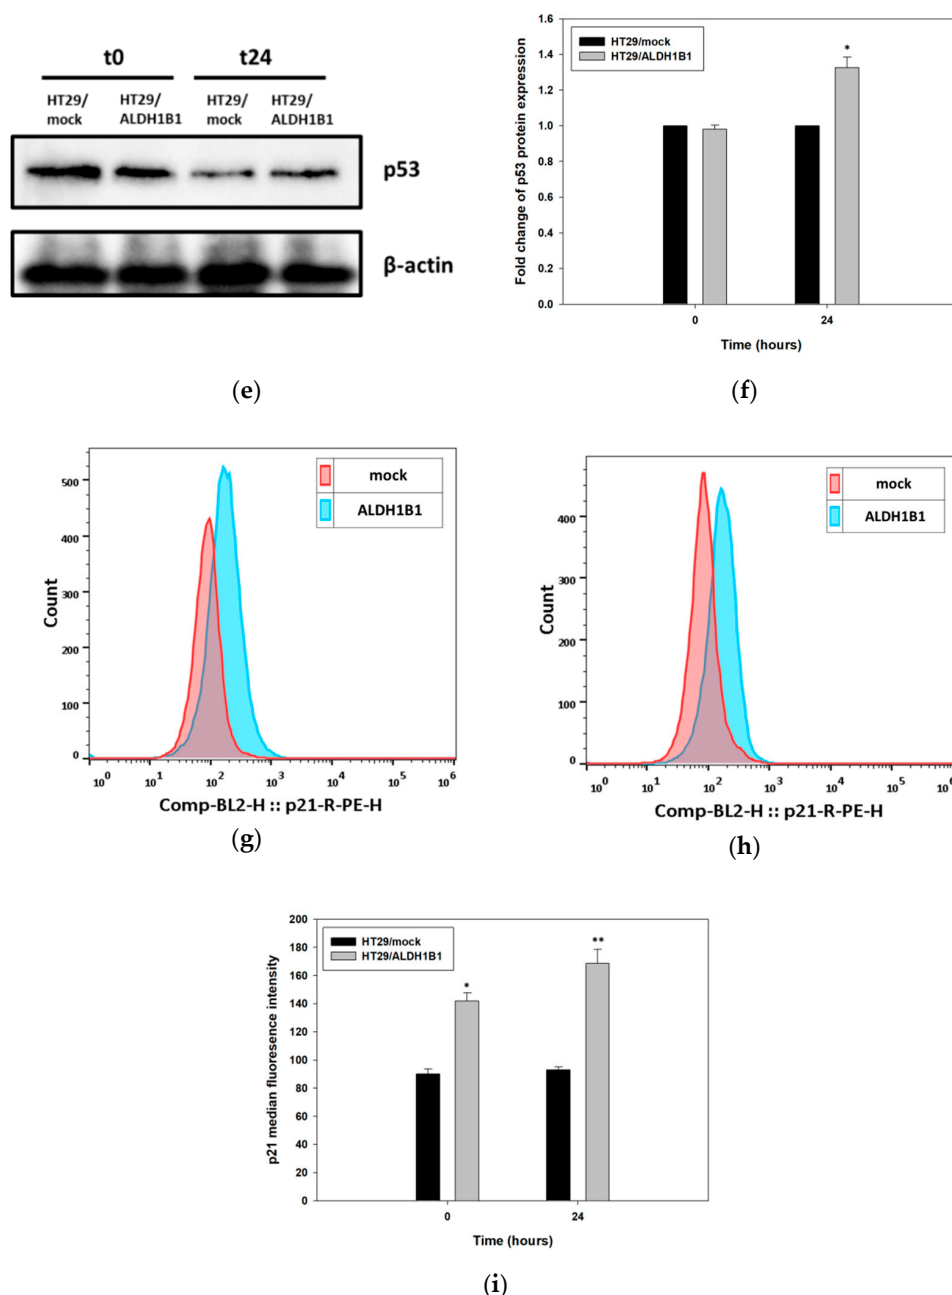 t0 t24
HT29/ mock HT29/ ALDH1B1 HT29/ mock HT29/ ALDH1B1
p53
β-actin
(e)
1.6
1.4
1.2
1.0
0.8
0.6
0.4
0.2
0.0
Fold change of p53 protein expression
HT29/mock
HT29/ALDH1B1
*
0 24
Time (hours)
(f)
500
400
300
200
100
0
Count
mock
ALDH1B1
10^0 10^1 10^2 10^3 10^4 10^5 10^6
Comp-BL2-H :: p21-R-PE-H
(g)
400
300
200
100
0
Count
mock
ALDH1B1
10^0 10^1 10^2 10^3 10^4 10^5 10^6
Comp-BL2-H :: p21-R-PE-H
(h)
200
180
160
140
120
100
80
60
40
20
0
p21 median fluoresence intensity
HT29/mock
HT29/ALDH1B1
*
**
0 24
Time (hours)
(i)